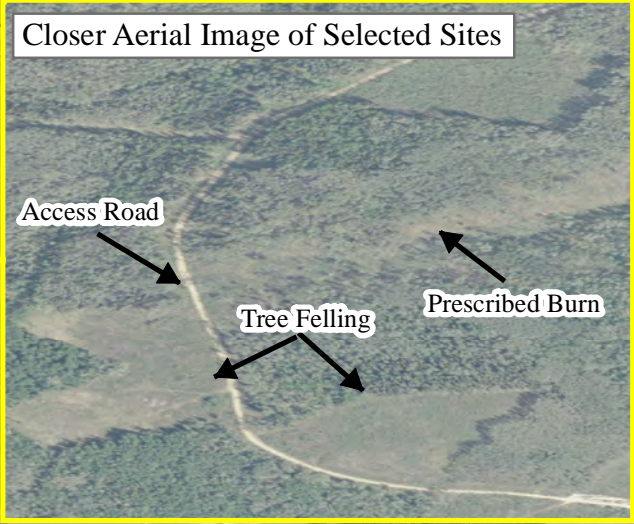 Closer Aerial Image of Selected Sites
Access Road
Prescribed Burn
Tree Felling